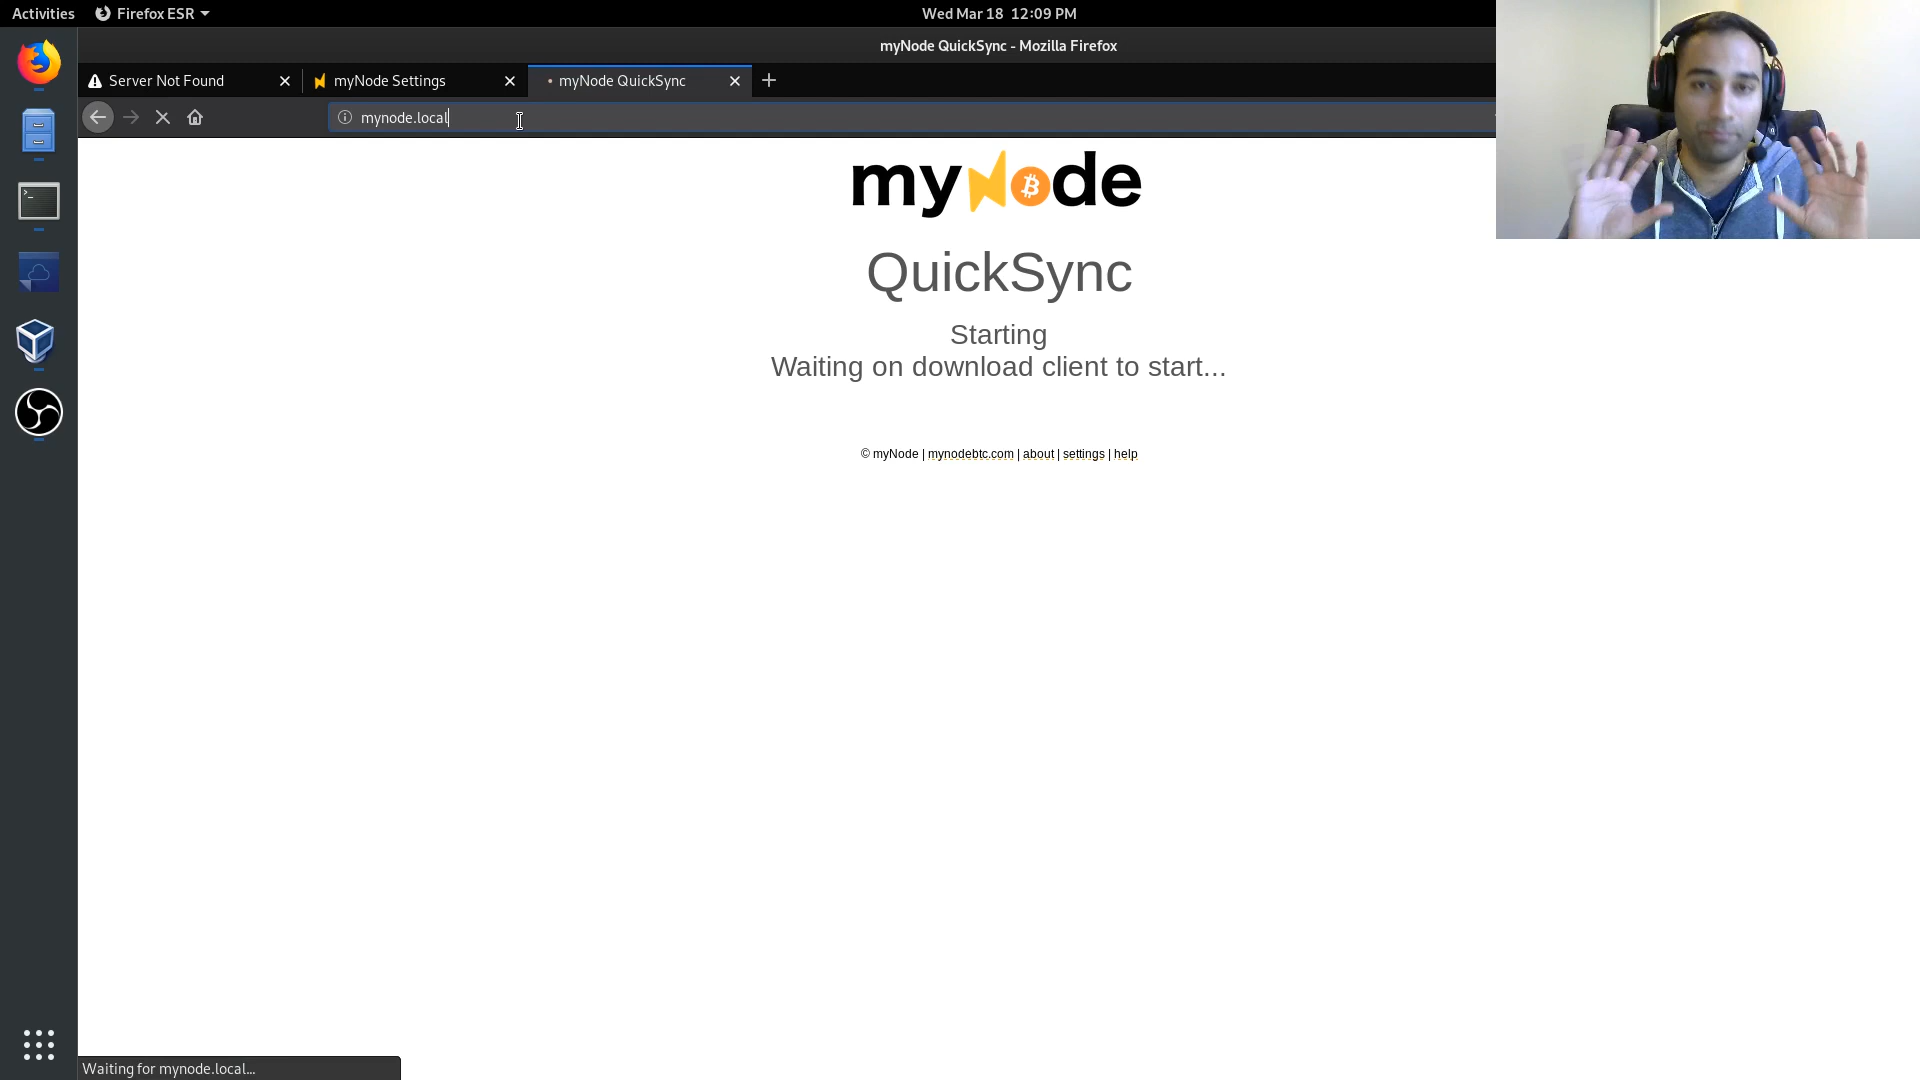 Activities
Firefox ESR
Wed Mar 18 12:09 PM
myNode QuickSync - Mozilla Firefox
Server Not Found
myNode Settings
myNode QuickSync
mynode.local
myNode
QuickSync
Starting
Waiting on download client to start...
© myNode | mynodebtc.com | about | settings | help
Waiting for mynode.local...